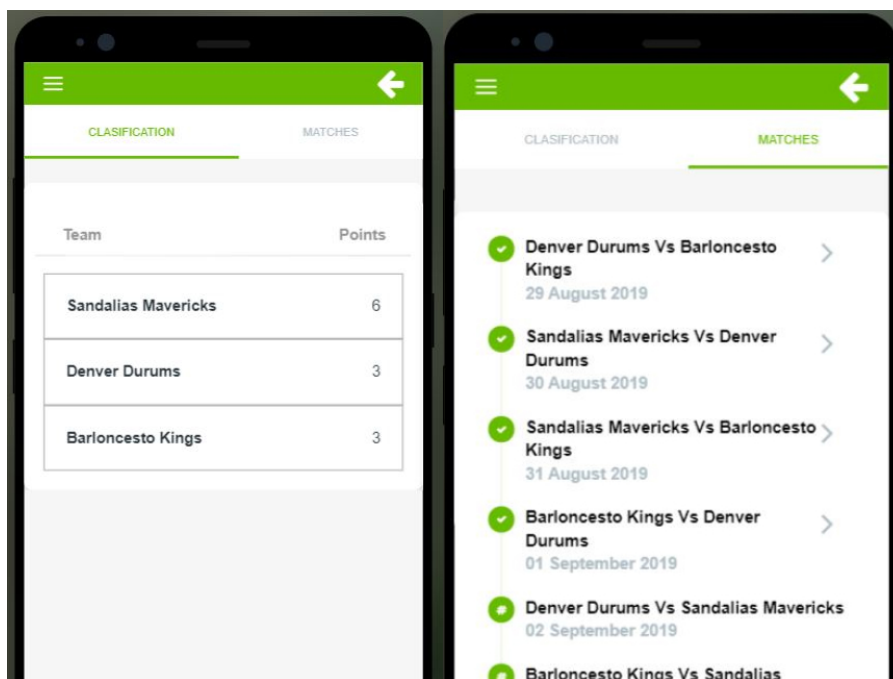 CLASIFICATION
MATCHES
Team
Points
Sandalias Mavericks
6
Denver Durums
3
Barloncesto Kings
3
CLASIFICATION
MATCHES
Denver Durums Vs Barloncesto
Kings
29 August 2019
Sandalias Mavericks Vs Denver
Durums
30 August 2019
Sandalias Mavericks Vs Barloncesto
Kings
31 August 2019
Barloncesto Kings Vs Denver
Durums
01 September 2019
Denver Durums Vs Sandalias Mavericks
02 September 2019
Barloncesto Kings Vs Sandalias